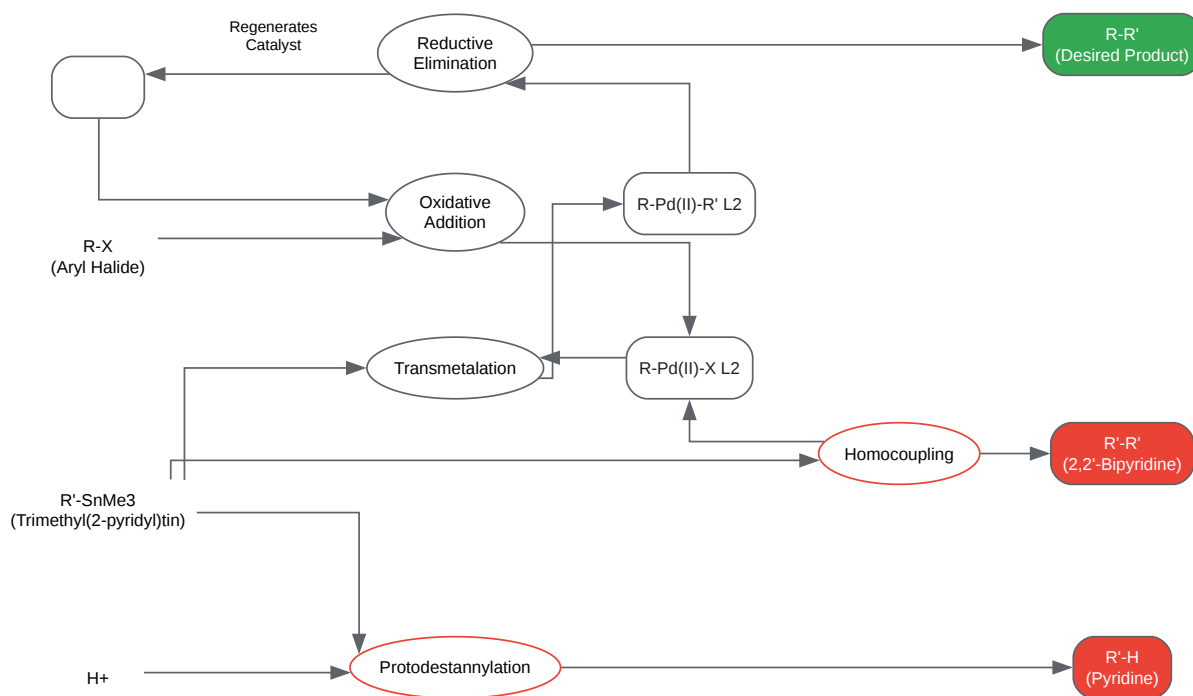 Regenerates
Catalyst
Reductive
Elimination
R-R'
(Desired Product)
Oxidative
Addition
R-Pd(II)-R' L2
R-X
(Aryl Halide)
Transmetalation
R-Pd(II)-X L2
Homocoupling
R'-R'
(2,2'-Bipyridine)
R'-SnMe3
(Trimethyl(2-pyridyl)tin)
Protodestannylation
R'-H
(Pyridine)
H+